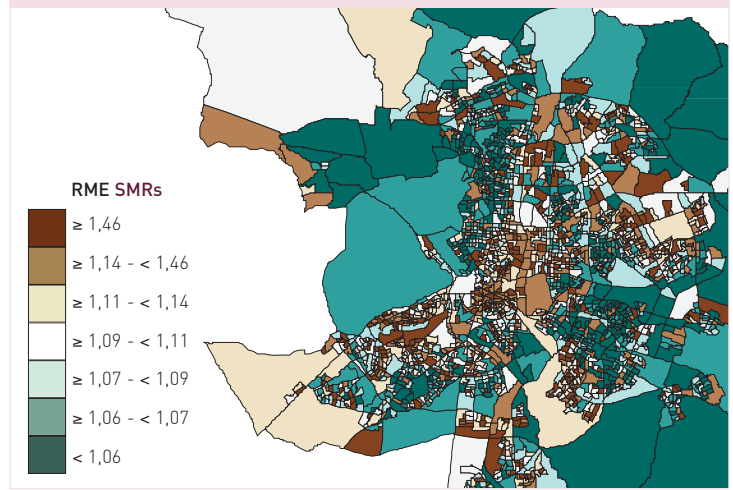 RME SMRs
≥ 1,46
≥ 1,14 - < 1,46
≥ 1,11 - < 1,14
≥ 1,09 - < 1,11
≥ 1,07 - < 1,09
≥ 1,06 - < 1,07
< 1,06